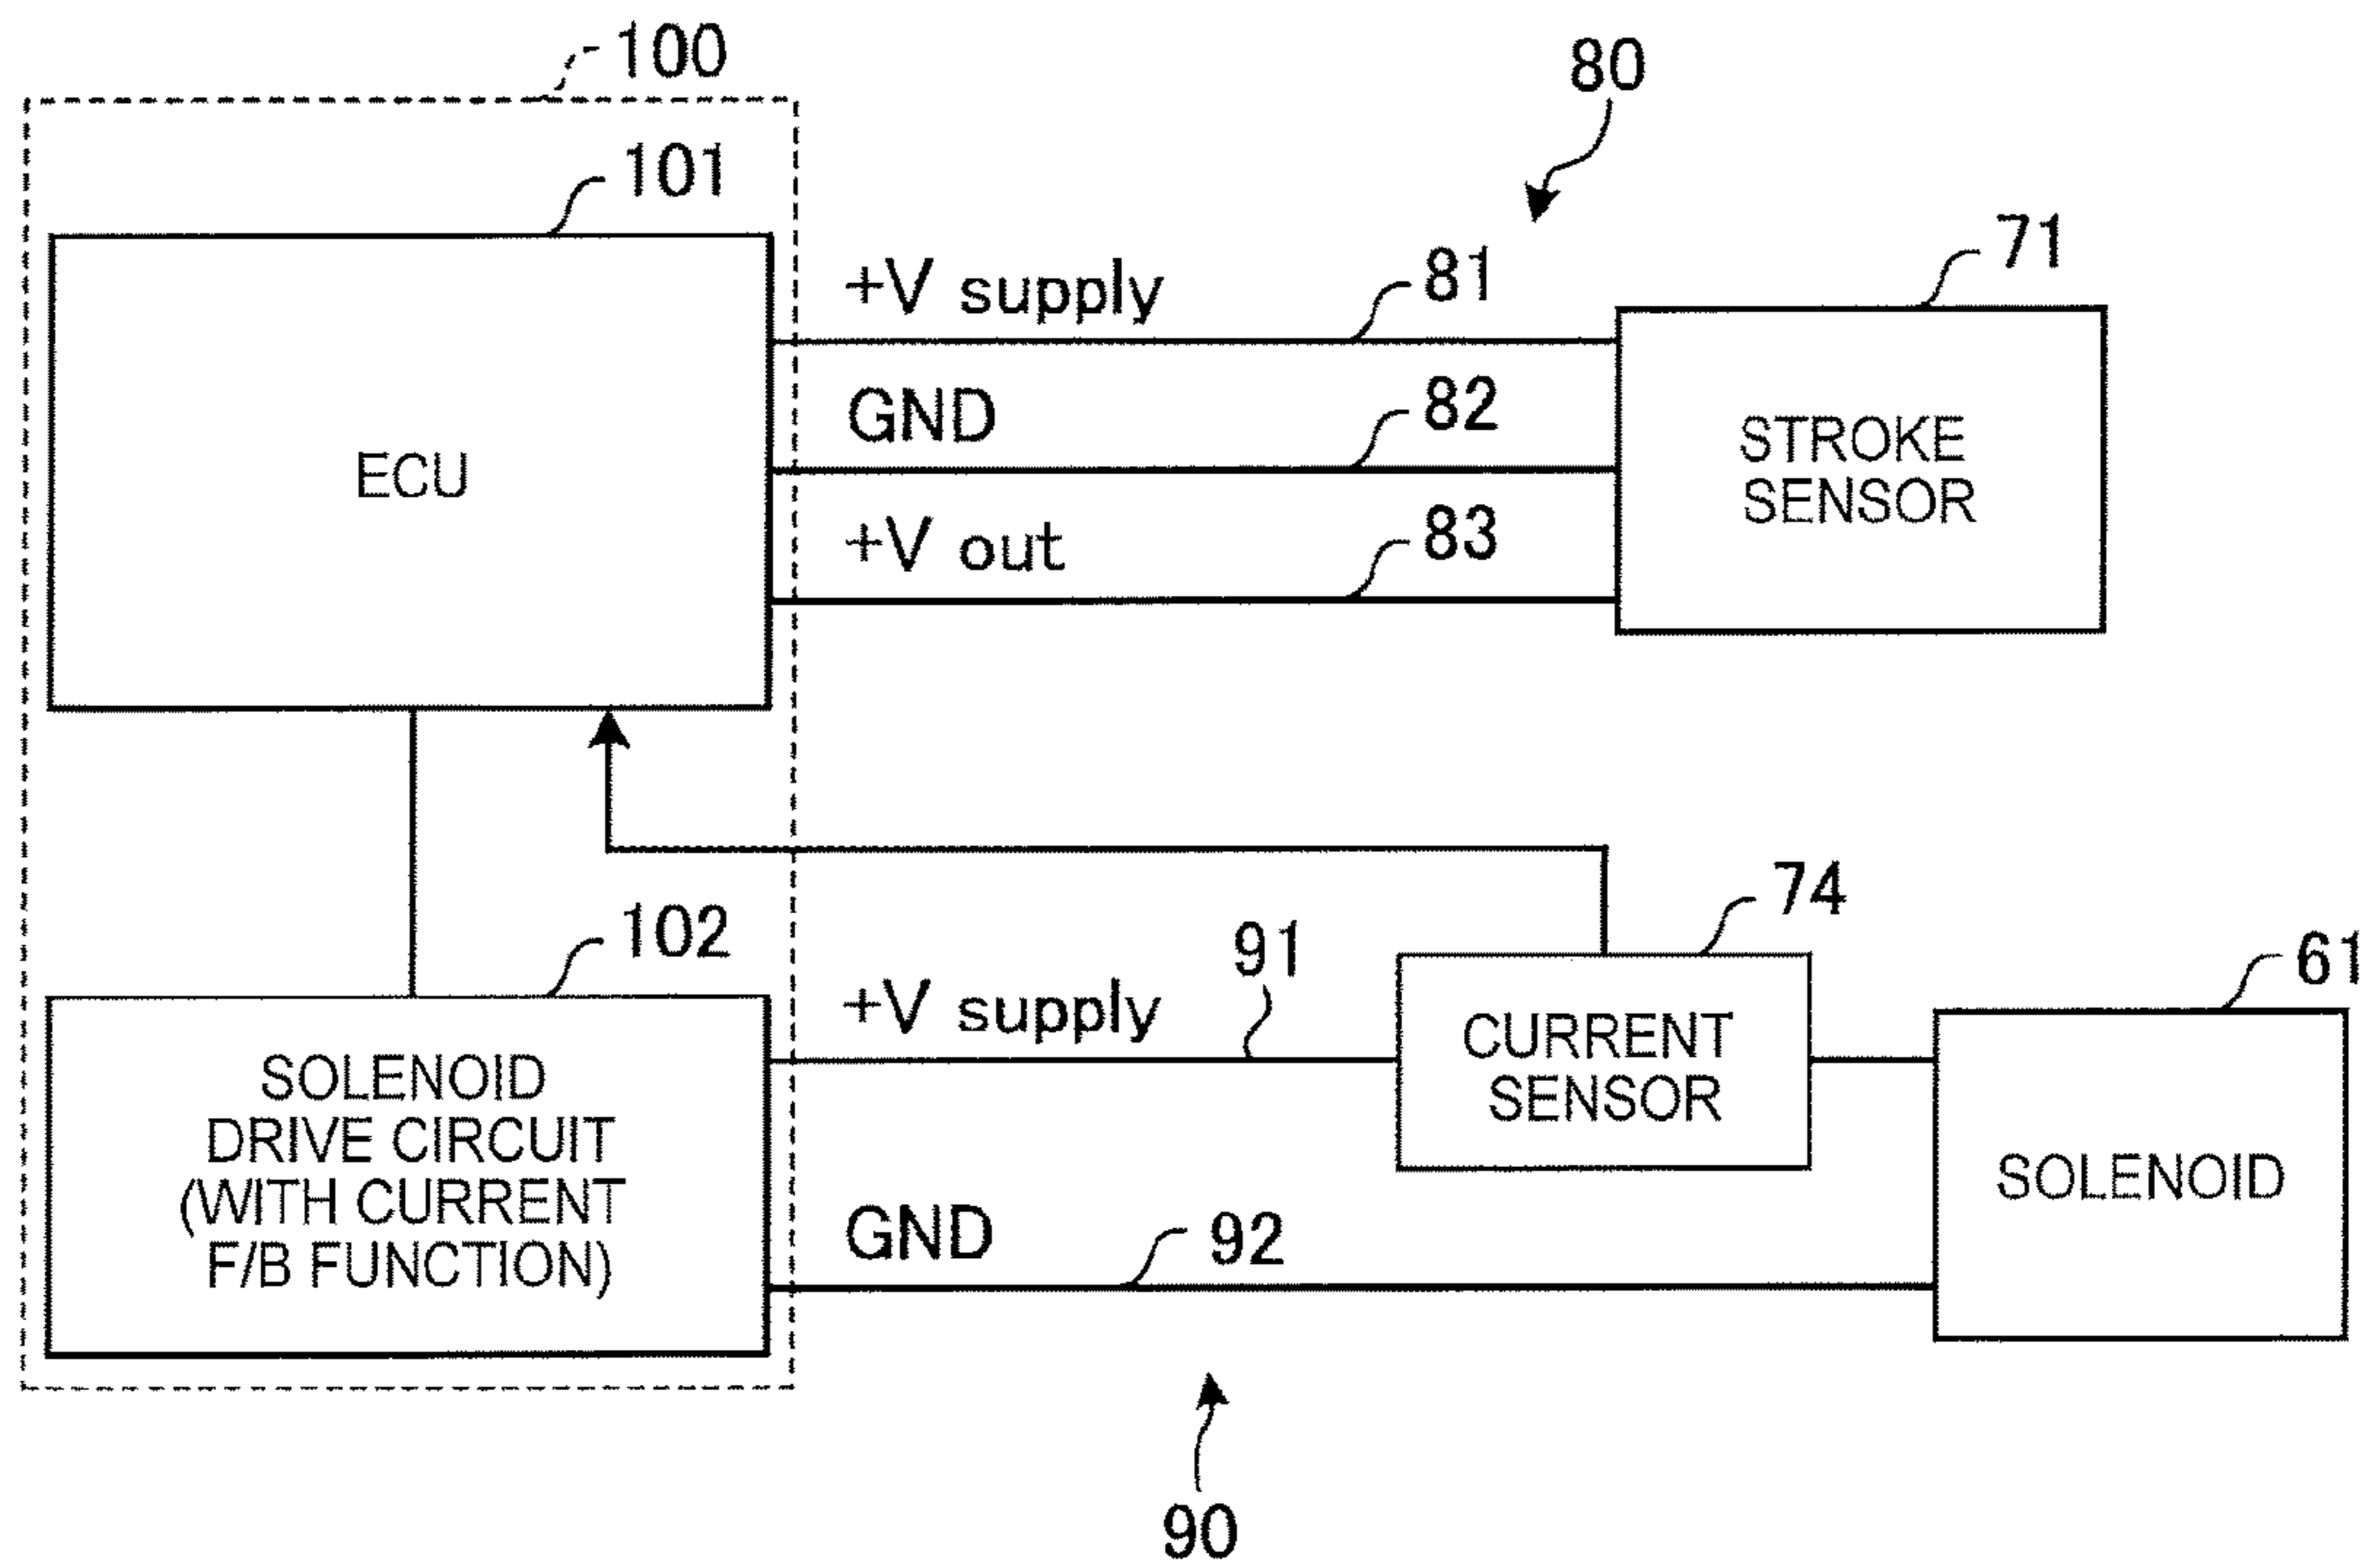 100
80
101
71
+V supply
81
GND
82
ECU
STROKE
SENSOR
+V out
83
74
102
91
61
+V supply
CURRENT
SENSOR
SOLENOID
DRIVE CIRCUIT
(WITH CURRENT
F/B FUNCTION)
SOLENOID
GND
92
90